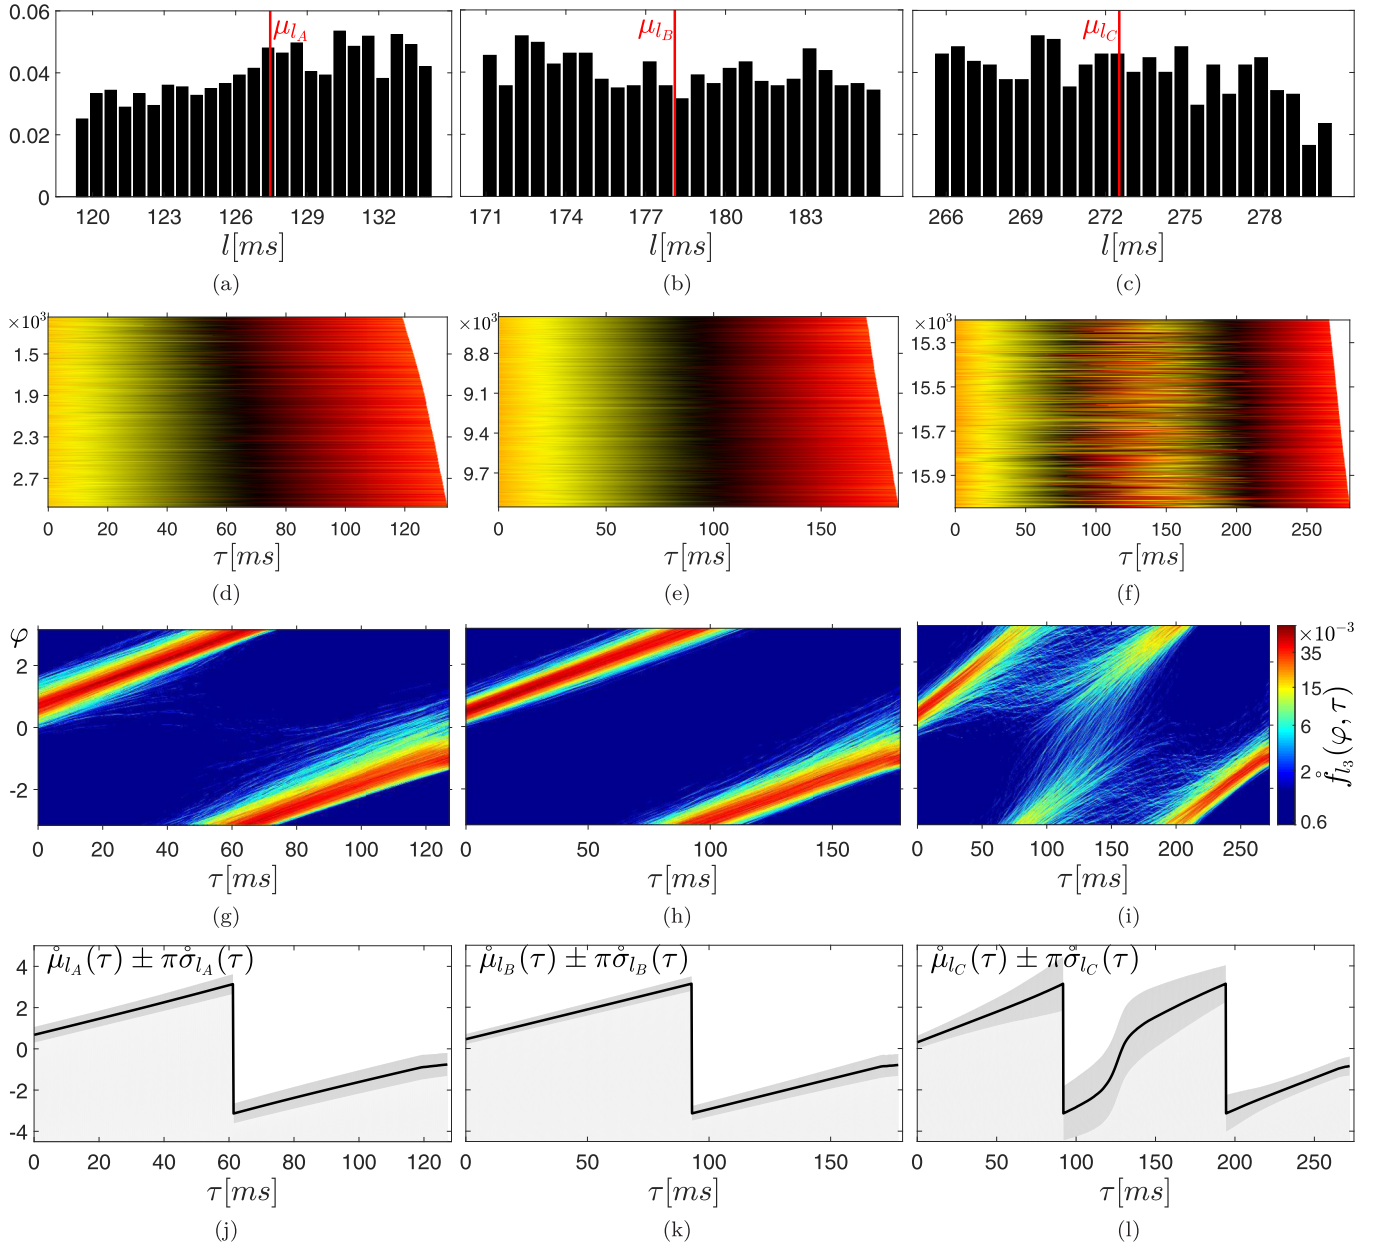 0.06
0.04
0.02
0
μ_{l_A}
120 123 126 129 132
l[ms]
(a)
μ_{l_B}
171 174 177 180 183
l[ms]
(b)
μ_{l_C}
266 269 272 275 278
l[ms]
(c)
×10³
1.5
1.9
2.3
2.7
0 20 40 60 80 100 120
τ[ms]
(d)
×10³
8.8
9.1
9.4
9.7
0 50 100 150
τ[ms]
(e)
×10³
15.3
15.5
15.7
15.9
0 50 100 150 200 250
τ[ms]
(f)
φ
2
0
-2
0 20 40 60 80 100 120
τ[ms]
(g)
0 50 100 150
τ[ms]
(h)
0 50 100 150 200 250
τ[ms]
(i)
×10⁻³
35
15
6
2
0.6
f̊_{l_3}(φ, τ)
μ̊_{l_A}(τ) ± πσ̊_{l_A}(τ)
4
2
0
-2
-4
0 20 40 60 80 100 120
τ[ms]
(j)
μ̊_{l_B}(τ) ± πσ̊_{l_B}(τ)
0 50 100 150
τ[ms]
(k)
μ̊_{l_C}(τ) ± πσ̊_{l_C}(τ)
0 50 100 150 200 250
τ[ms]
(l)